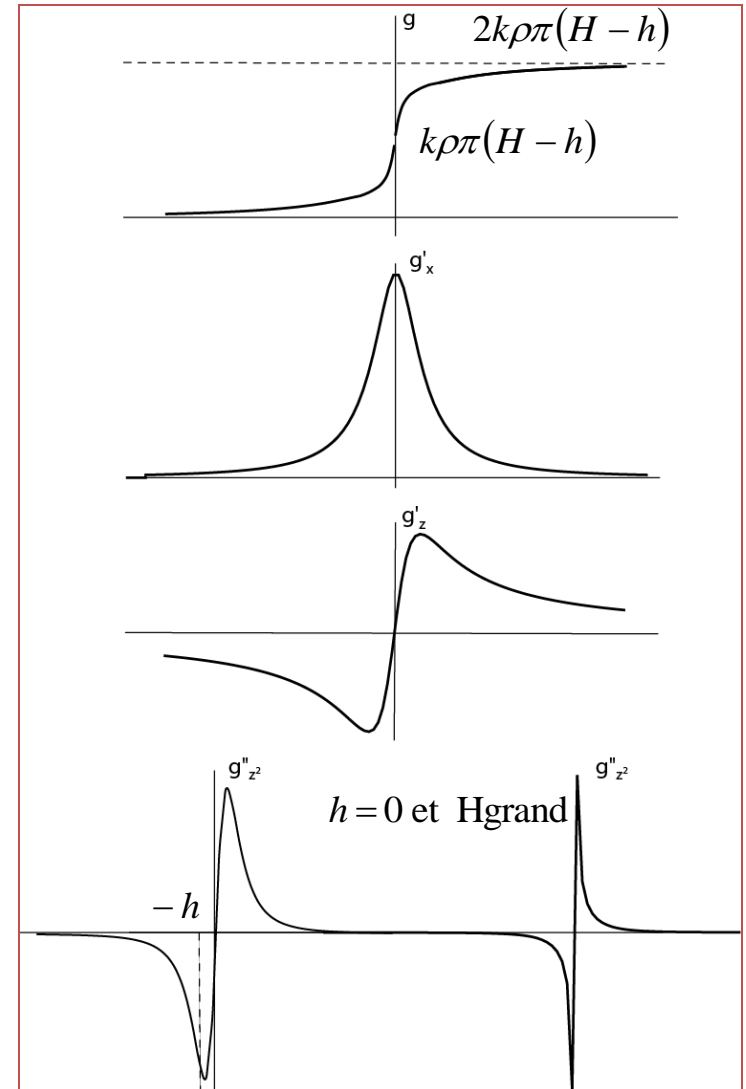 g
2kρπ(H − h)
kρπ(H − h)
g'x
g'z
g"z²
g"z²
h = 0 et Hgrand
− h